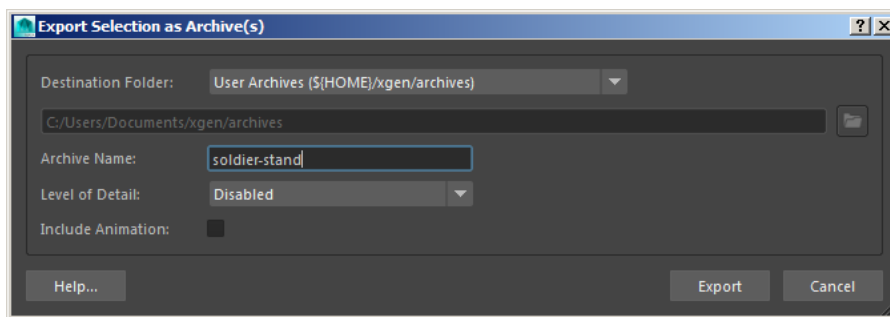 Export Selection as Archive(s)
Destination Folder: User Archives (${HOME}/xgen/archives)
C:/Users/Documents/xgen/archives
Archive Name: soldier-stand
Level of Detail: Disabled
Include Animation:
Help... Export Cancel